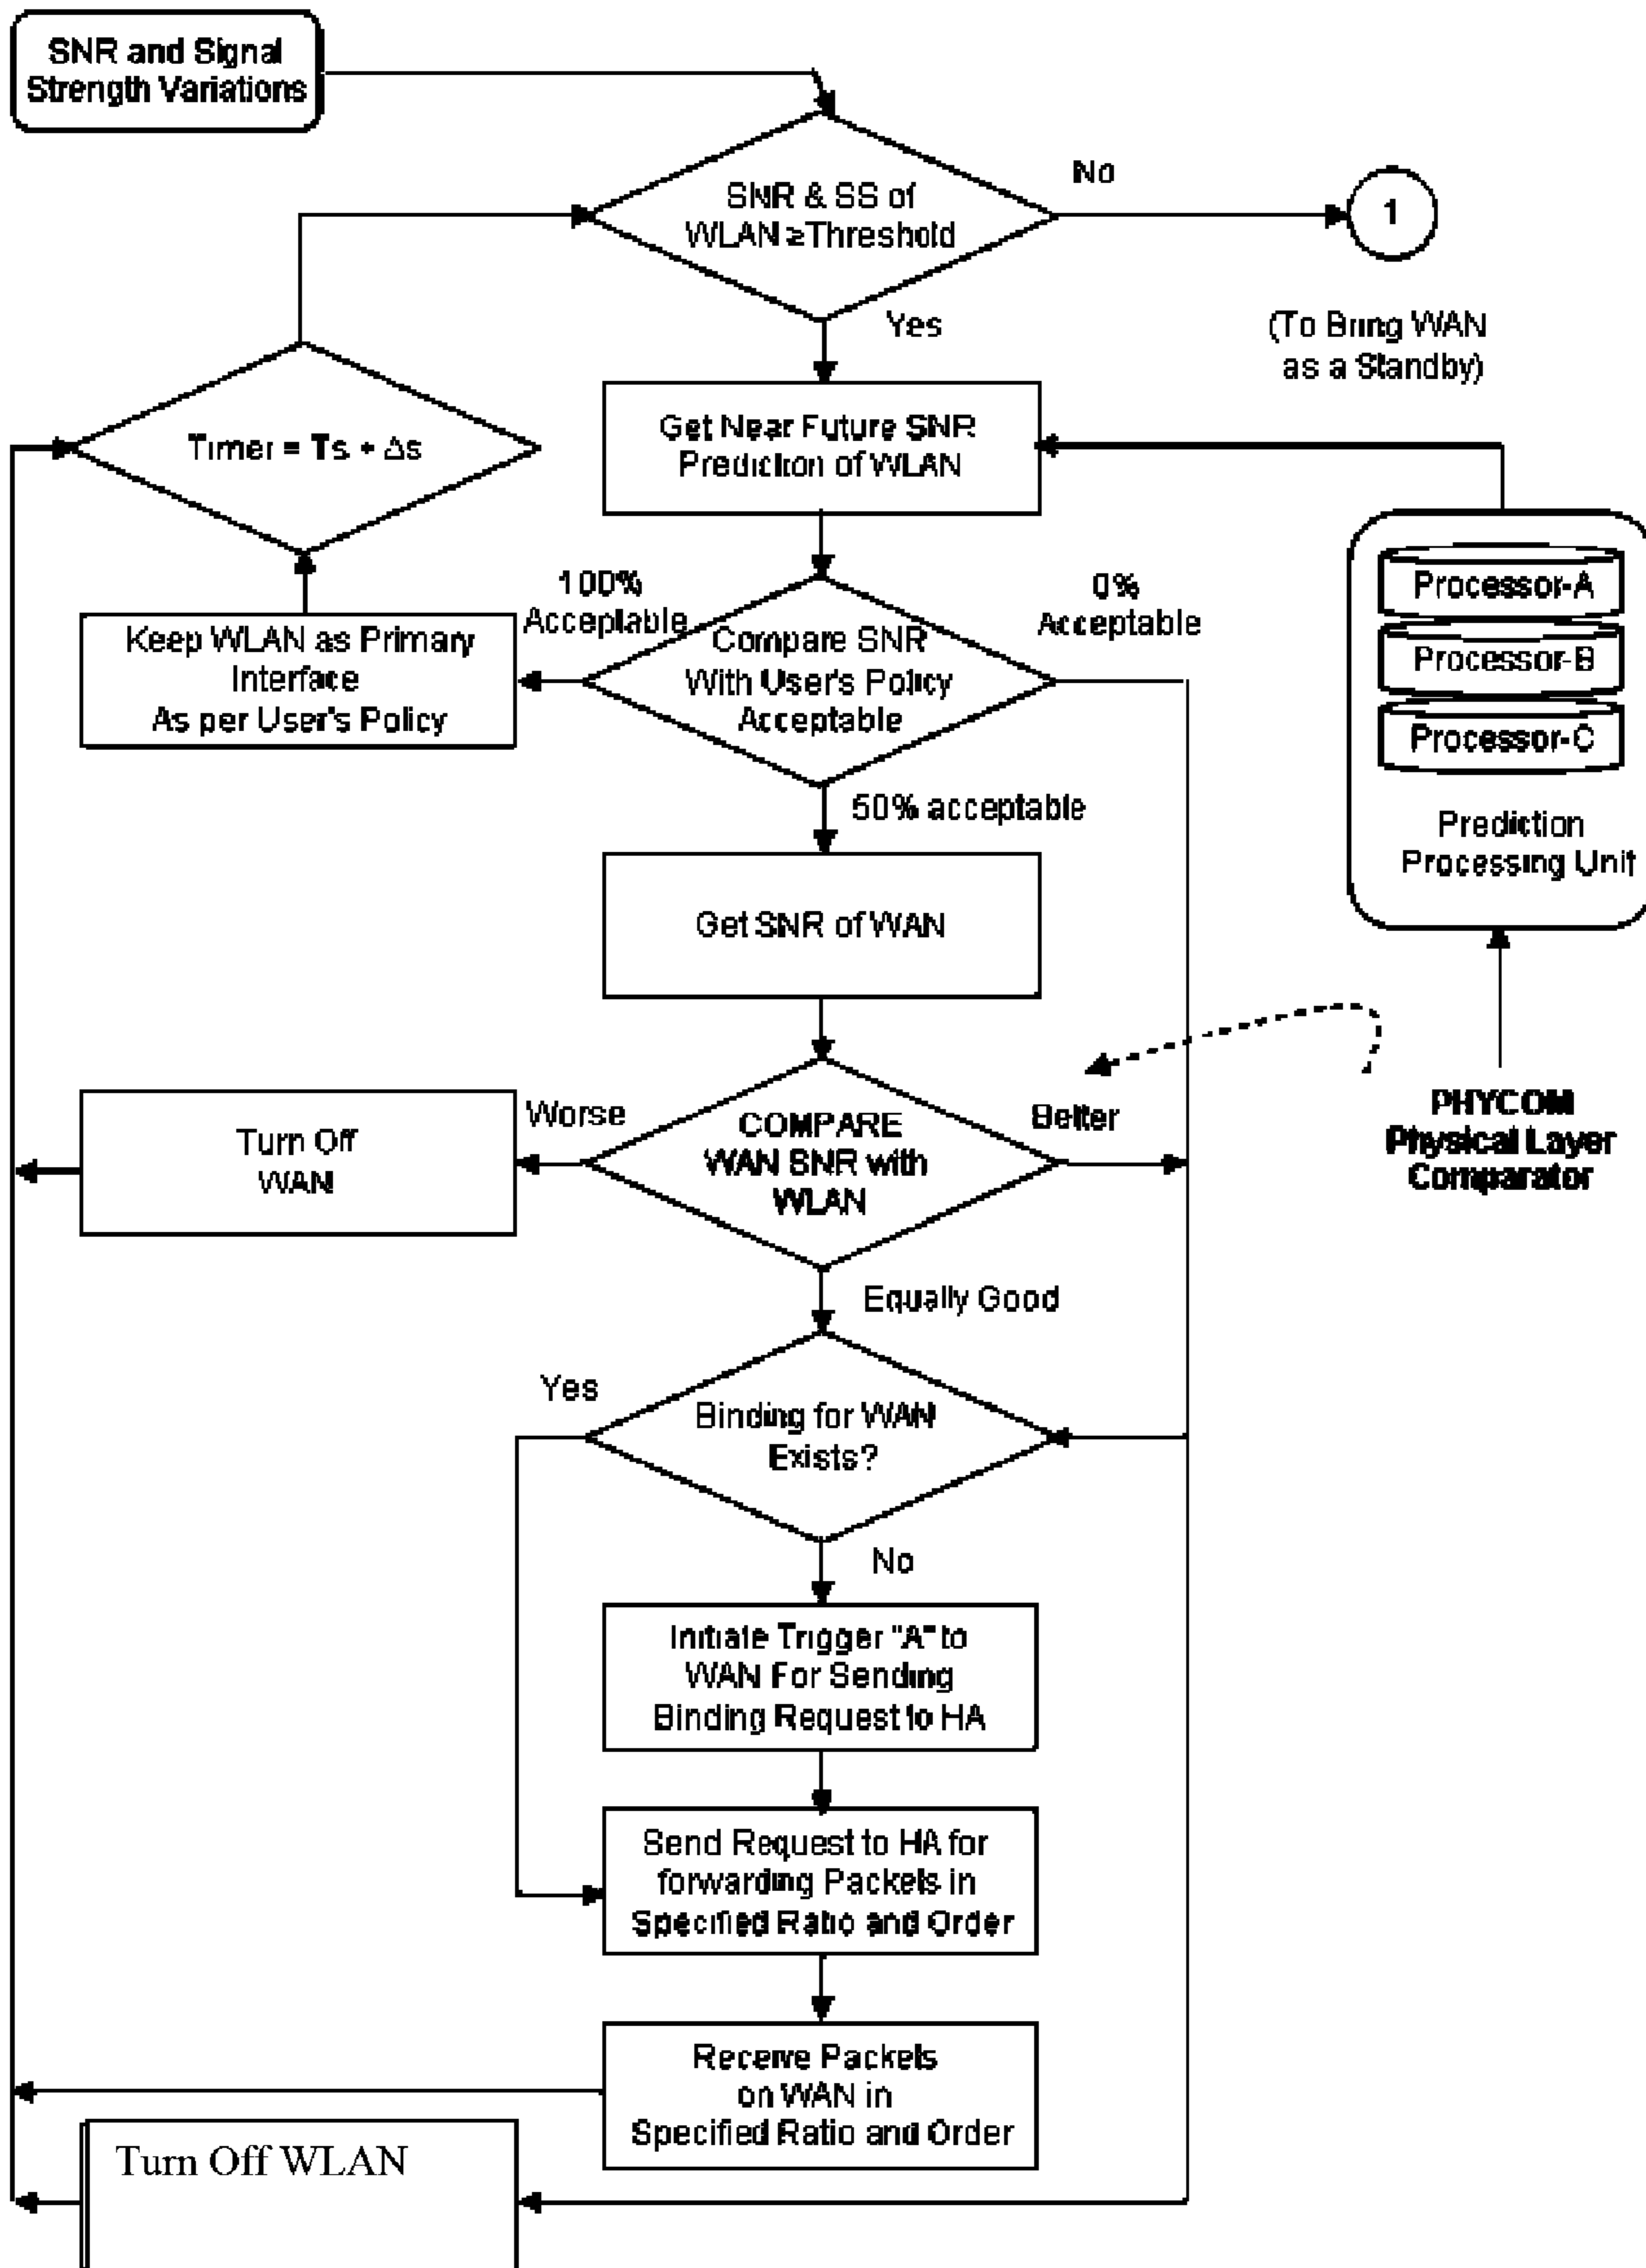 SNR and Signal
Strength Variations
SNR & SS of
WLAN ≥Threshold
No
1
(To Bring WAN
as a Standby)
Yes
Timer = Ts + Δs
Get Near Future SNR
Prediction of WLAN
100%
Acceptable
0%
Acceptable
Keep WLAN as Primary
Interface
As per User's Policy
Compare SNR
With User's Policy
Acceptable
Processor-A
Processor-B
Processor-C
Prediction
Processing Unit
50% acceptable
Get SNR of WAN
Turn Off
WAN
Worse
COMPARE
WAN SNR with
WLAN
Better
PHYCOM
Physical Layer
Comparator
Equally Good
Yes
Binding for WAN
Exists?
No
Initiate Trigger "A" to
WAN For Sending
Binding Request to HA
Send Request to HA for
forwarding Packets in
Specified Ratio and Order
Receive Packets
on WAN in
Specified Ratio and Order
Turn Off WLAN